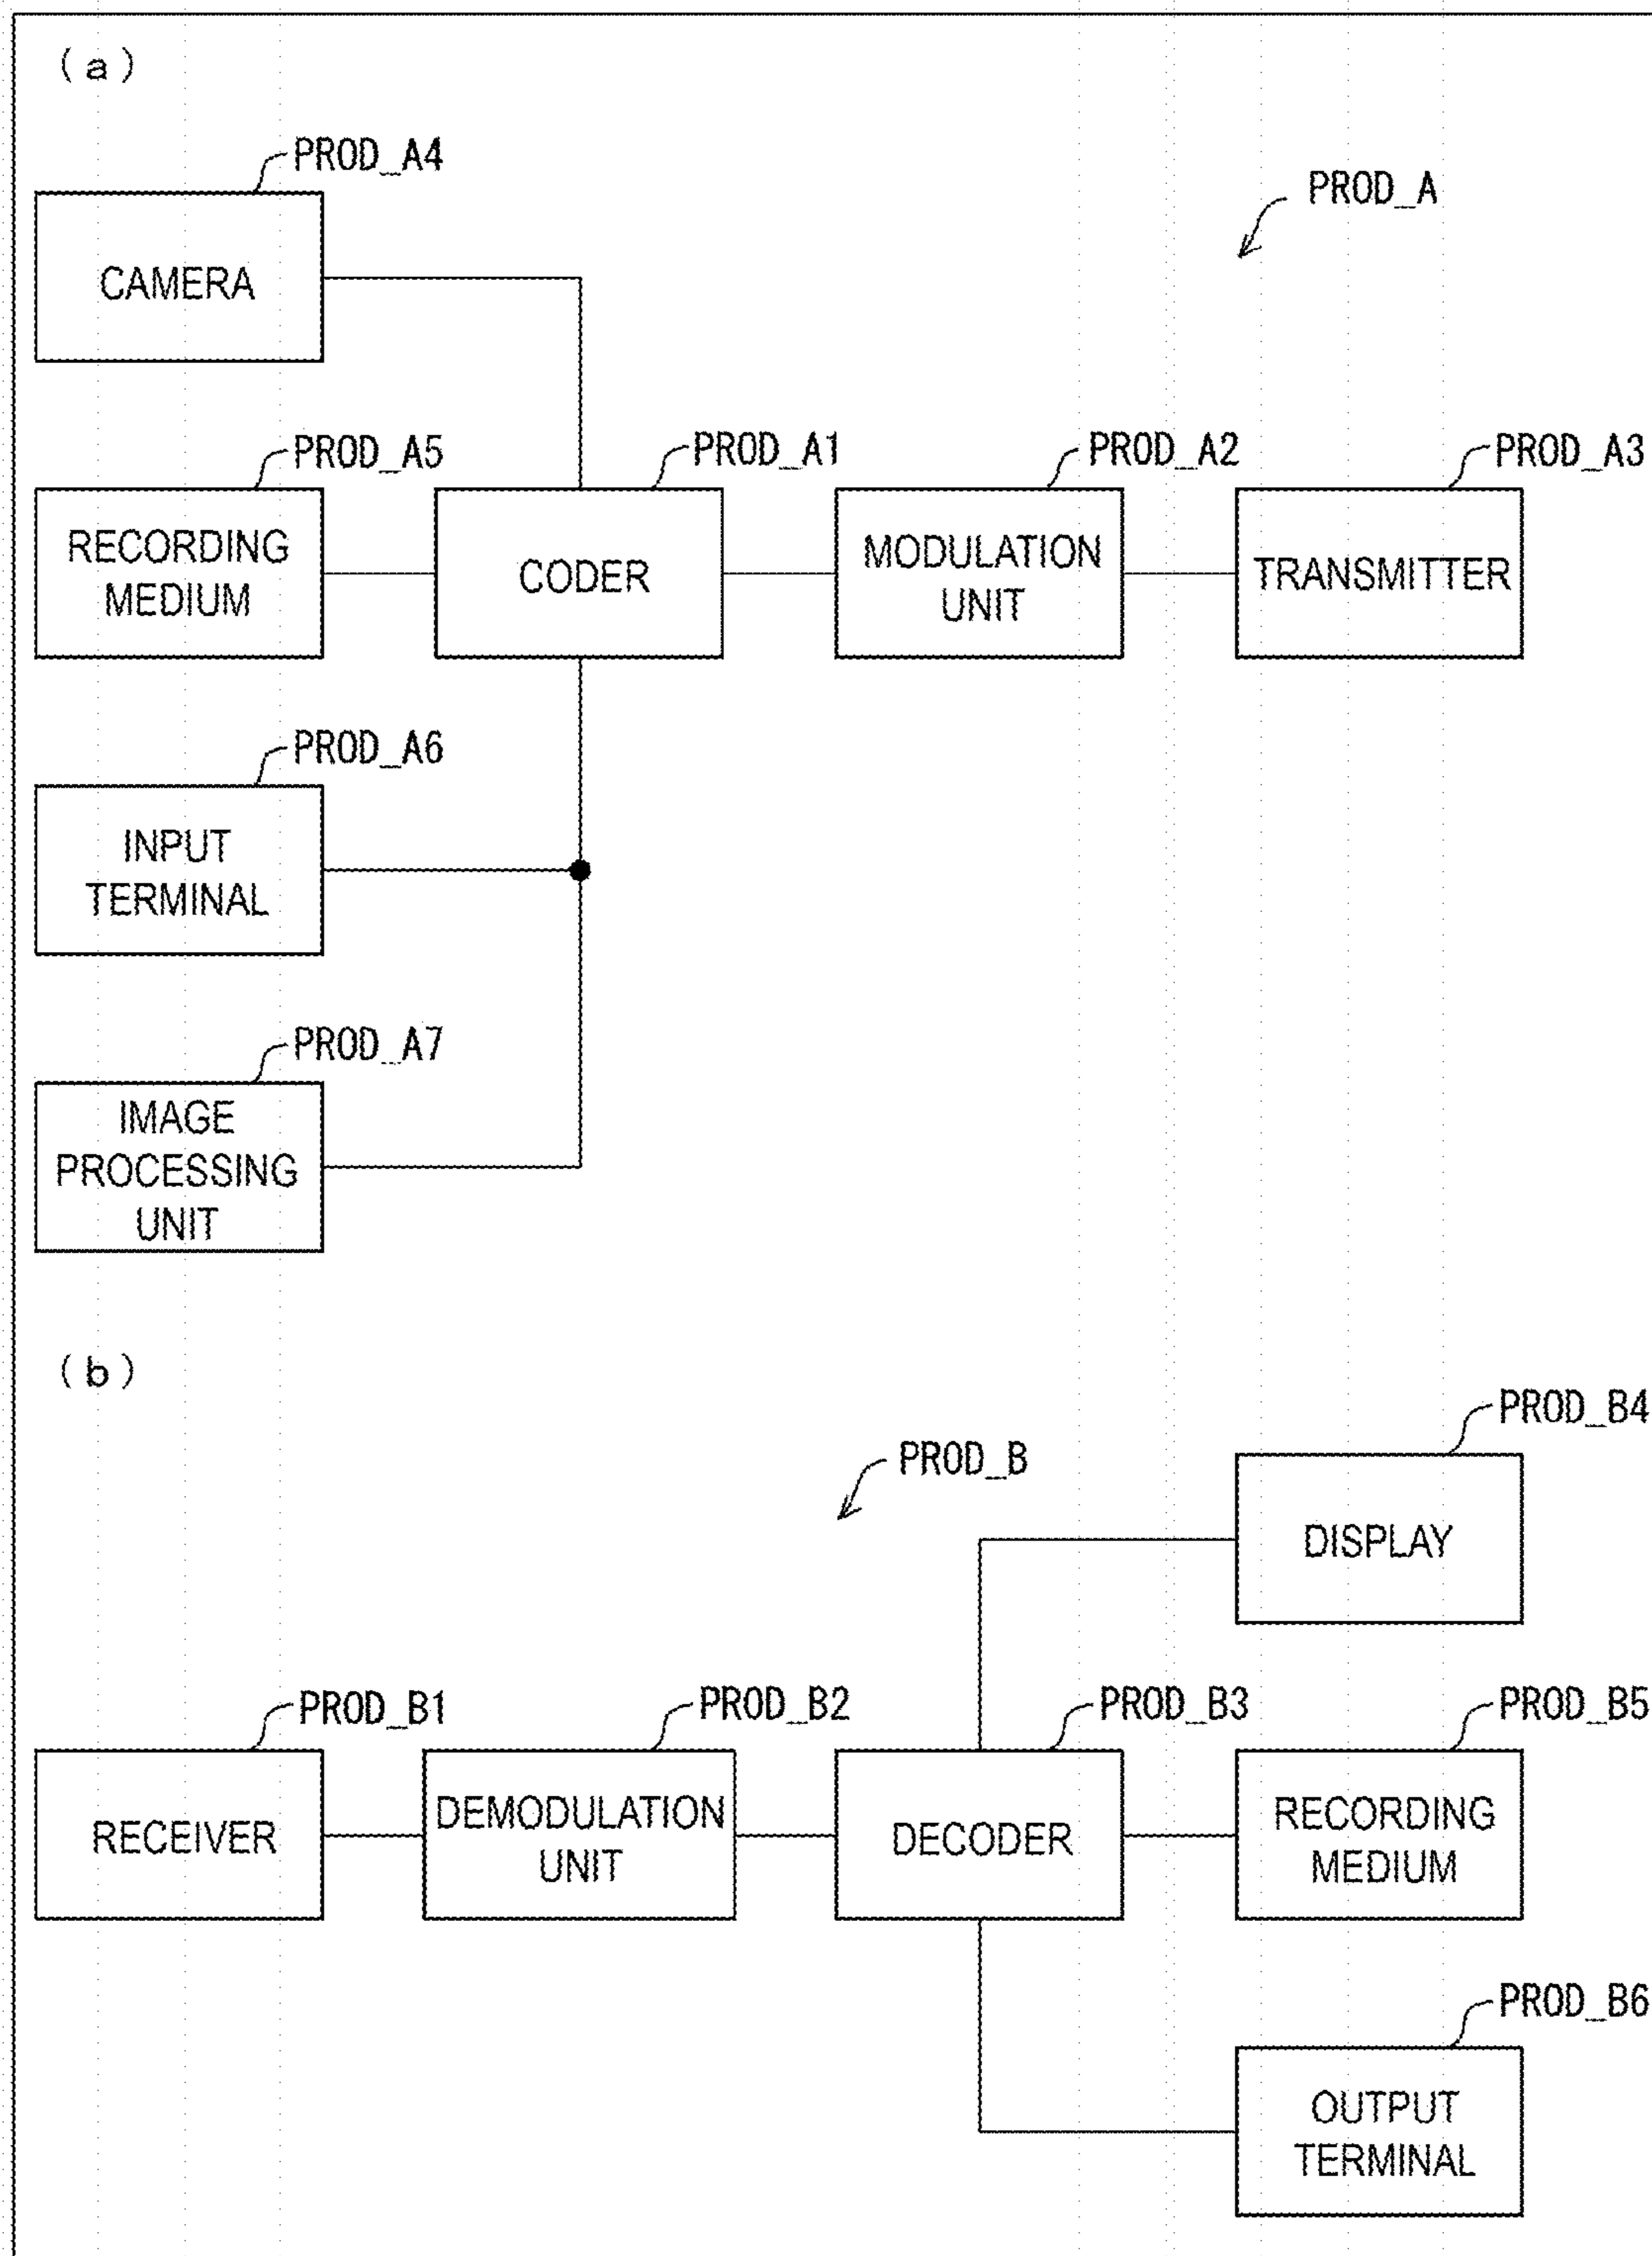 (a)
PROD_A4
CAMERA
PROD_A
PROD_A5
RECORDING
MEDIUM
PROD_A1
CODER
PROD_A2
MODULATION
UNIT
PROD_A3
TRANSMITTER
PROD_A6
INPUT
TERMINAL
PROD_A7
IMAGE
PROCESSING
UNIT
(b)
PROD_B
PROD_B4
DISPLAY
PROD_B1
RECEIVER
PROD_B2
DEMODULATION
UNIT
PROD_B3
DECODER
PROD_B5
RECORDING
MEDIUM
PROD_B6
OUTPUT
TERMINAL